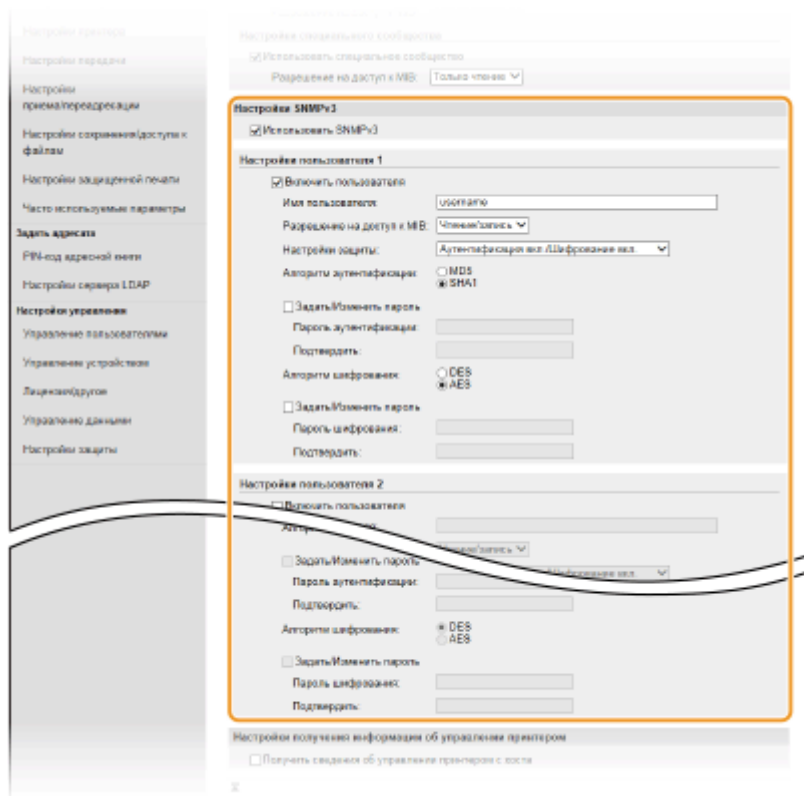 Настройки принтера
Настройки передачи
Настройки
приема/переадресации
Настройки сохранения/доступа к
файлам
Настройки защищенной печати
Часто используемые параметры
Задать адресата
PIN-код адресной книги
Настройки сервера LDAP
Настройки управления
Управление пользователями
Управление устройством
Лицензия/другое
Управление данными
Настройки защиты
Настройки специального сообщества
Использовать специальное сообщество
Разрешение на доступ к MIB: Только чтение
Настройки SNMPv3
Использовать SNMPv3
Настройки пользователя 1
Включить пользователя
Имя пользователя: username
Разрешение на доступ к MIB: Чтение/запись
Настройки защиты: Аутентификация вкл./Шифрование вкл.
Алгоритм аутентификации: MD5
SHA1
Задать/Изменить пароль
Пароль аутентификации:
Подтвердить:
Алгоритм шифрования: DES
AES
Задать/Изменить пароль
Пароль шифрования:
Подтвердить:
Настройки пользователя 2
Включить пользователя
Чтение/запись
Задать/Изменить пароль
/Шифрование вкл.
Пароль аутентификации:
Подтвердить:
Алгоритм шифрования: DES
AES
Задать/Изменить пароль
Пароль шифрования:
Подтвердить:
Настройки получения информации об управлении принтером
Получить сведения об управлении принтером с хоста